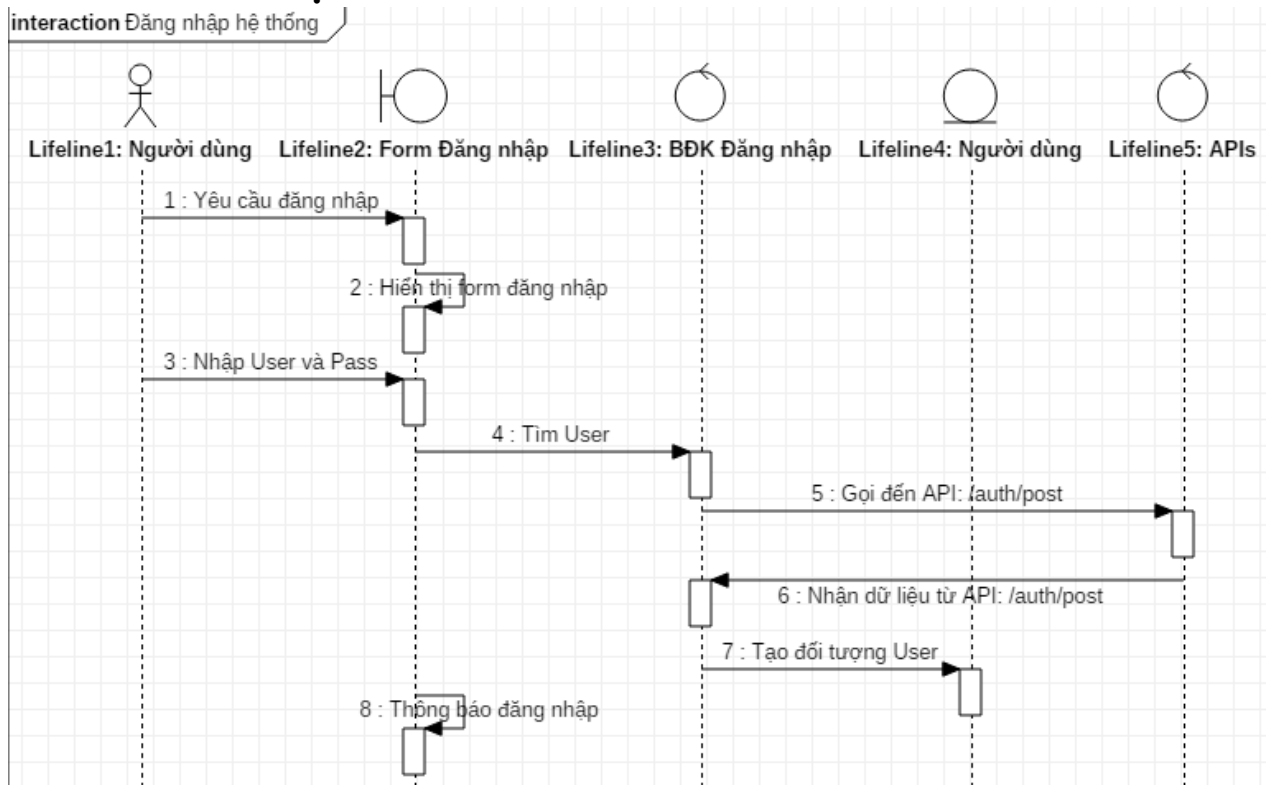 interaction Đăng nhập hệ thống
Lifeline1: Người dùng
Lifeline2: Form Đăng nhập
Lifeline3: BĐK Đăng nhập
Lifeline4: Người dùng
Lifeline5: APIs
1 : Yêu cầu đăng nhập
2 : Hiển thị form đăng nhập
3 : Nhập User và Pass
4 : Tìm User
5 : Gọi đến API: /auth/post
6 : Nhận dữ liệu từ API: /auth/post
7 : Tạo đối tượng User
8 : Thông báo đăng nhập